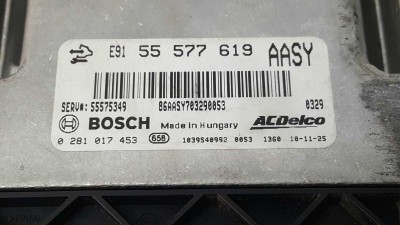 E91 55 577 619 AASY
SERV#: 55575349 86AASY703290053 0329
BOSCH Made in Hungary ACDelco
0 281 017 453 658 1039S40992 0053 1360 10-11-25